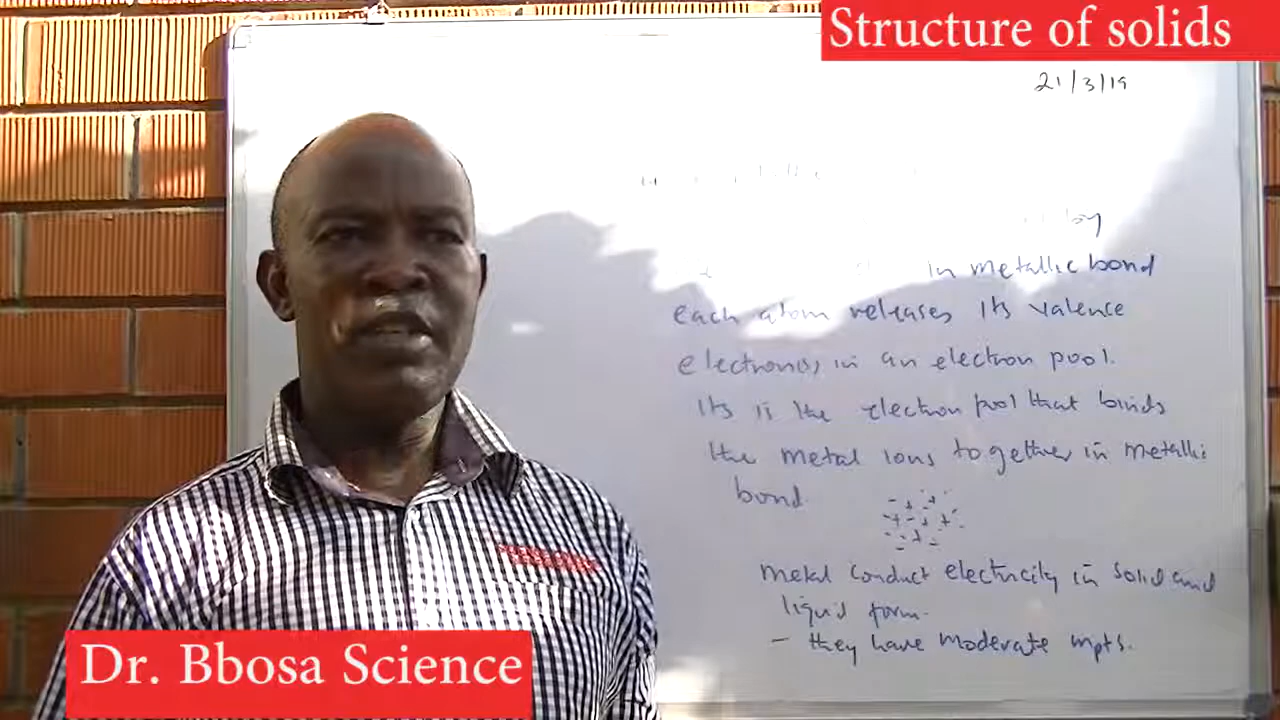 Structure of solids
21/3/19
by
in metallic bond
each atom releases its valence
electrons in an electron pool.
Its is the electron pool that binds
the metal ions together in metallic
bond
metal conduct electricity in solid and
liquid form.
- they have moderate mpts.
Dr. Bbosa Science